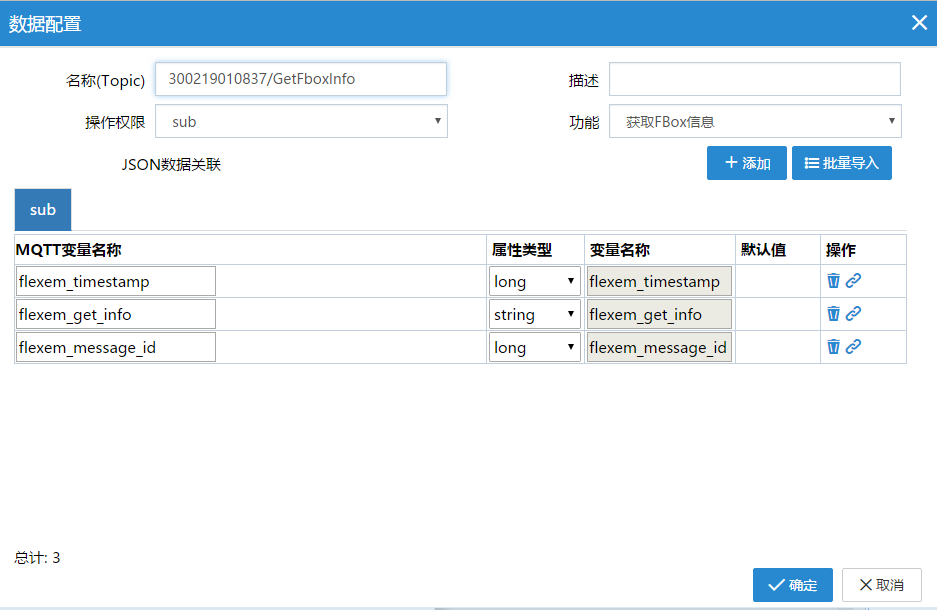 数据配置
名称(Topic) 300219010837/GetFboxInfo 描述
操作权限 sub 功能 获取FBox信息
JSON数据关联 添加 批量导入
sub
MQTT变量名称 属性类型 变量名称 默认值 操作
flexem_timestamp long flexem_timestamp
flexem_get_info string flexem_get_info
flexem_message_id long flexem_message_id
总计: 3
确定 取消